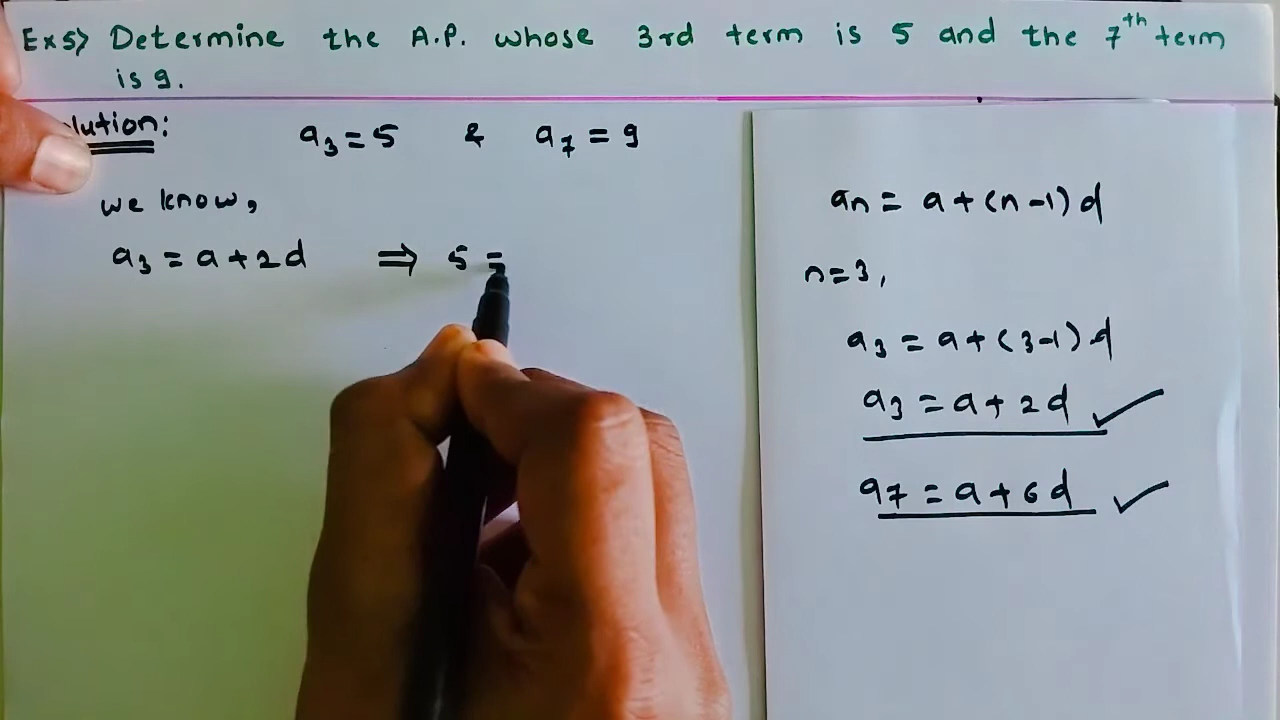 Ex5) Determine the A.P. whose 3rd term is 5 and the 7th term
is 9.
lution:
a3 = 5 & a7 = 9
we know,
a3 = a + 2d ⇒ 5 =
an = a + (n-1) d
n=3,
a3 = a + (3-1) d
a3 = a + 2d ✓
a7 = a + 6d ✓